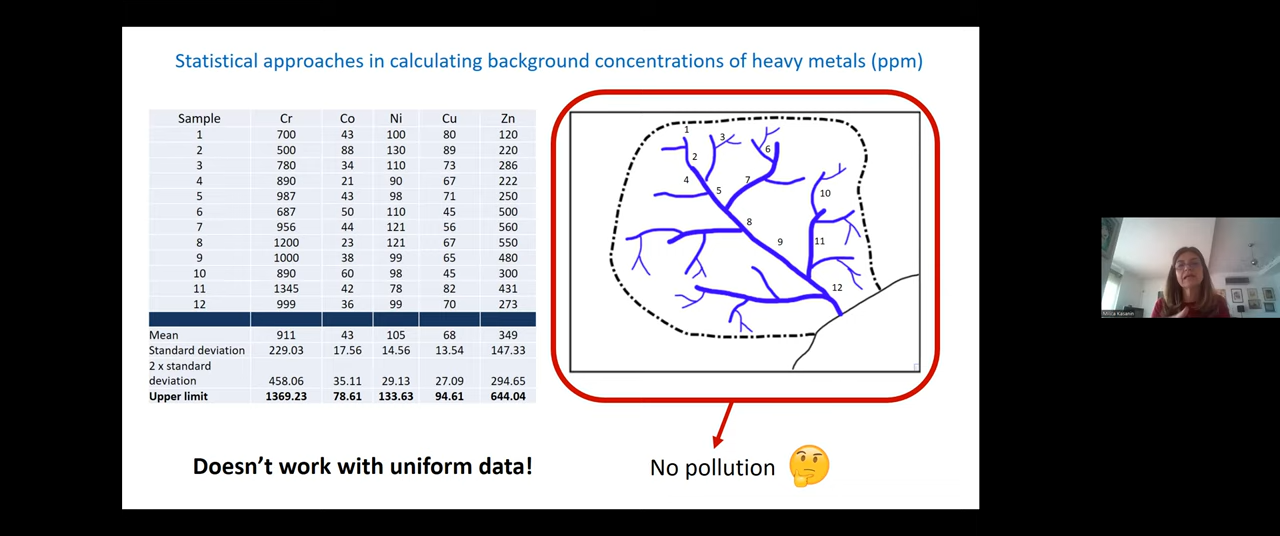 Statistical approaches in calculating background concentrations of heavy metals (ppm)
Sample Cr Co Ni Cu Zn
1 700 43 100 80 120
2 500 88 130 89 220
3 780 34 110 73 286
4 890 21 90 67 222
5 987 43 98 71 250
6 687 50 110 45 500
7 956 44 121 56 560
8 1200 23 121 67 550
9 1000 38 99 65 480
10 890 60 98 45 300
11 1345 42 78 82 431
12 999 36 99 70 273
Mean 911 43 105 68 349
Standard deviation 229.03 17.56 14.56 13.54 147.33
2 x standard
deviation 458.06 35.11 29.13 27.09 294.65
Upper limit 1369.23 78.61 133.63 94.61 644.04
1
3
2
6
4
5
7
10
8
9
11
12
Doesn't work with uniform data!
No pollution
Milica Kasanin